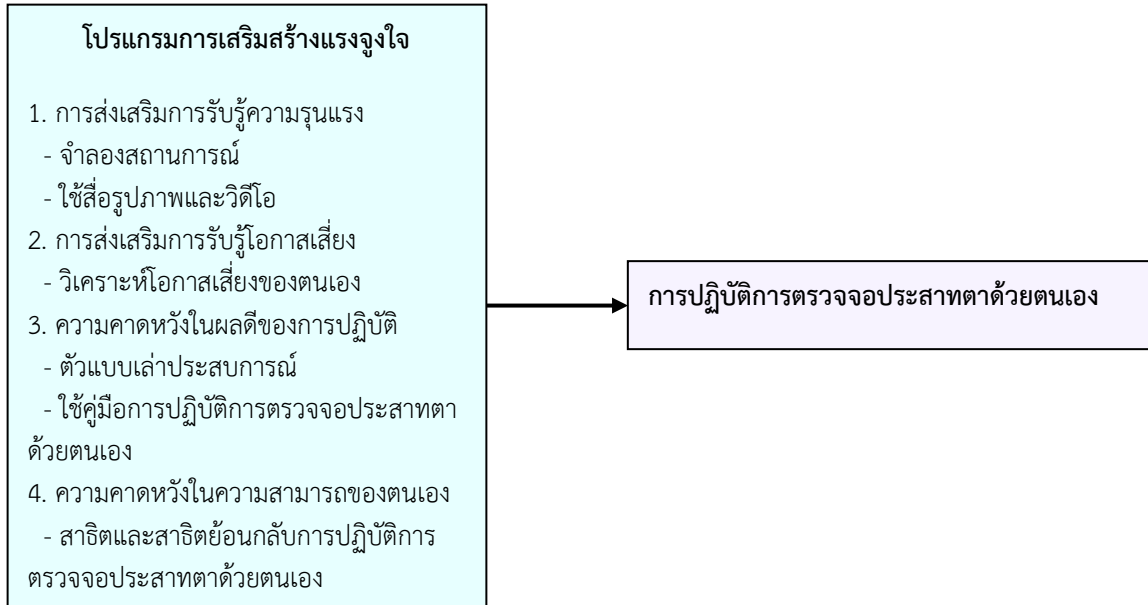 โปรแกรมการเสริมสร้างแรงจูงใจ
1. การส่งเสริมการรับรู้ความรุนแรง
- จำลองสถานการณ์
- ใช้สื่อรูปภาพและวิดีโอ
2. การส่งเสริมการรับรู้โอกาสเสี่ยง
- วิเคราะห์โอกาสเสี่ยงของตนเอง
3. ความคาดหวังในผลดีของการปฏิบัติ
- ตัวแบบเล่าประสบการณ์
- ใช้คู่มือการปฏิบัติการตรวจจอประสาทตา
ด้วยตนเอง
4. ความคาดหวังในความสามารถของตนเอง
- สาธิตและสาธิตย้อนกลับการปฏิบัติการ
ตรวจจอประสาทตาด้วยตนเอง
การปฏิบัติการตรวจจอประสาทตาด้วยตนเอง